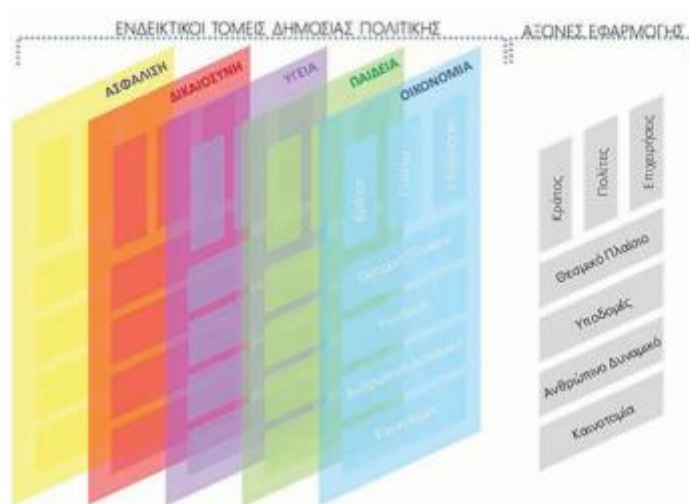 ΕΝΔΕΙΚΤΙΚΟΙ ΤΟΜΕΙΣ ΔΗΜΟΣΙΑΣ ΠΟΛΙΤΙΚΗΣ
ΑΞΟΝΕΣ ΕΦΑΡΜΟΓΗΣ
ΑΣΦΑΛΙΣΗ
ΔΙΚΑΙΟΣΥΝΗ
ΥΓΕΙΑ
ΠΑΙΔΕΙΑ
ΟΙΚΟΝΟΜΙΑ
Κράτος
Πολίτες
Επιχειρήσεις
Θεσμικό Πλαίσιο
Υποδομές
Ανθρώπινο Δυναμικό
Καινοτομία